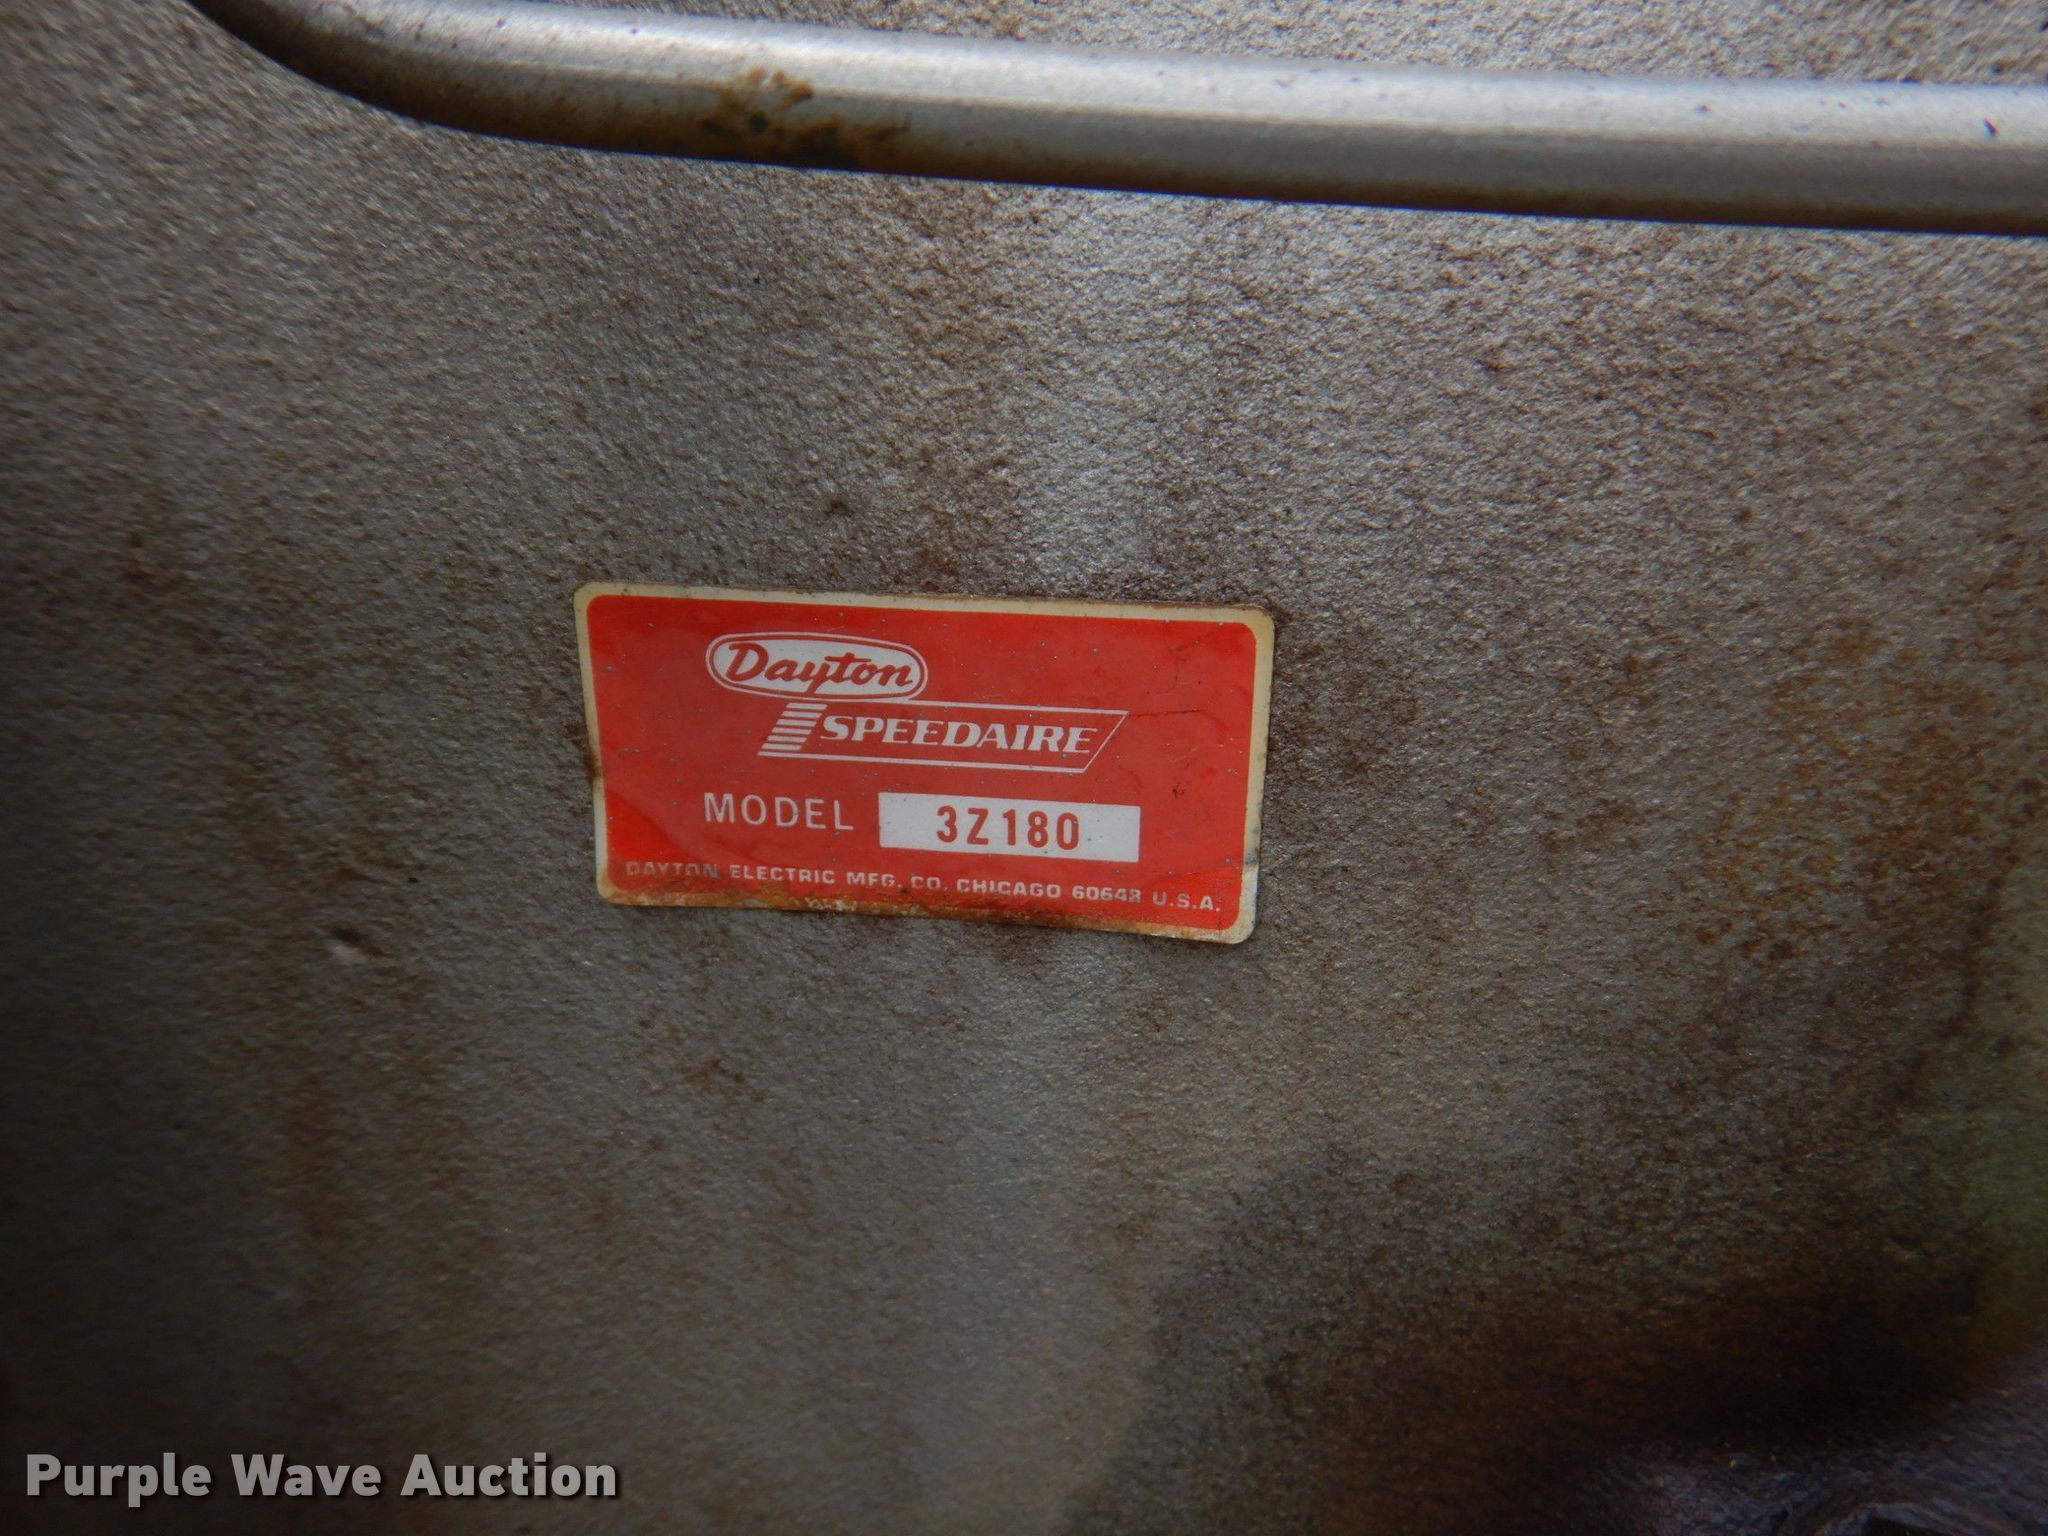 Dayton
SPEEDAIRE
MODEL 3Z180
DAYTON ELECTRIC MFG. CO. CHICAGO 60648 U.S.A.
Purple Wave Auction